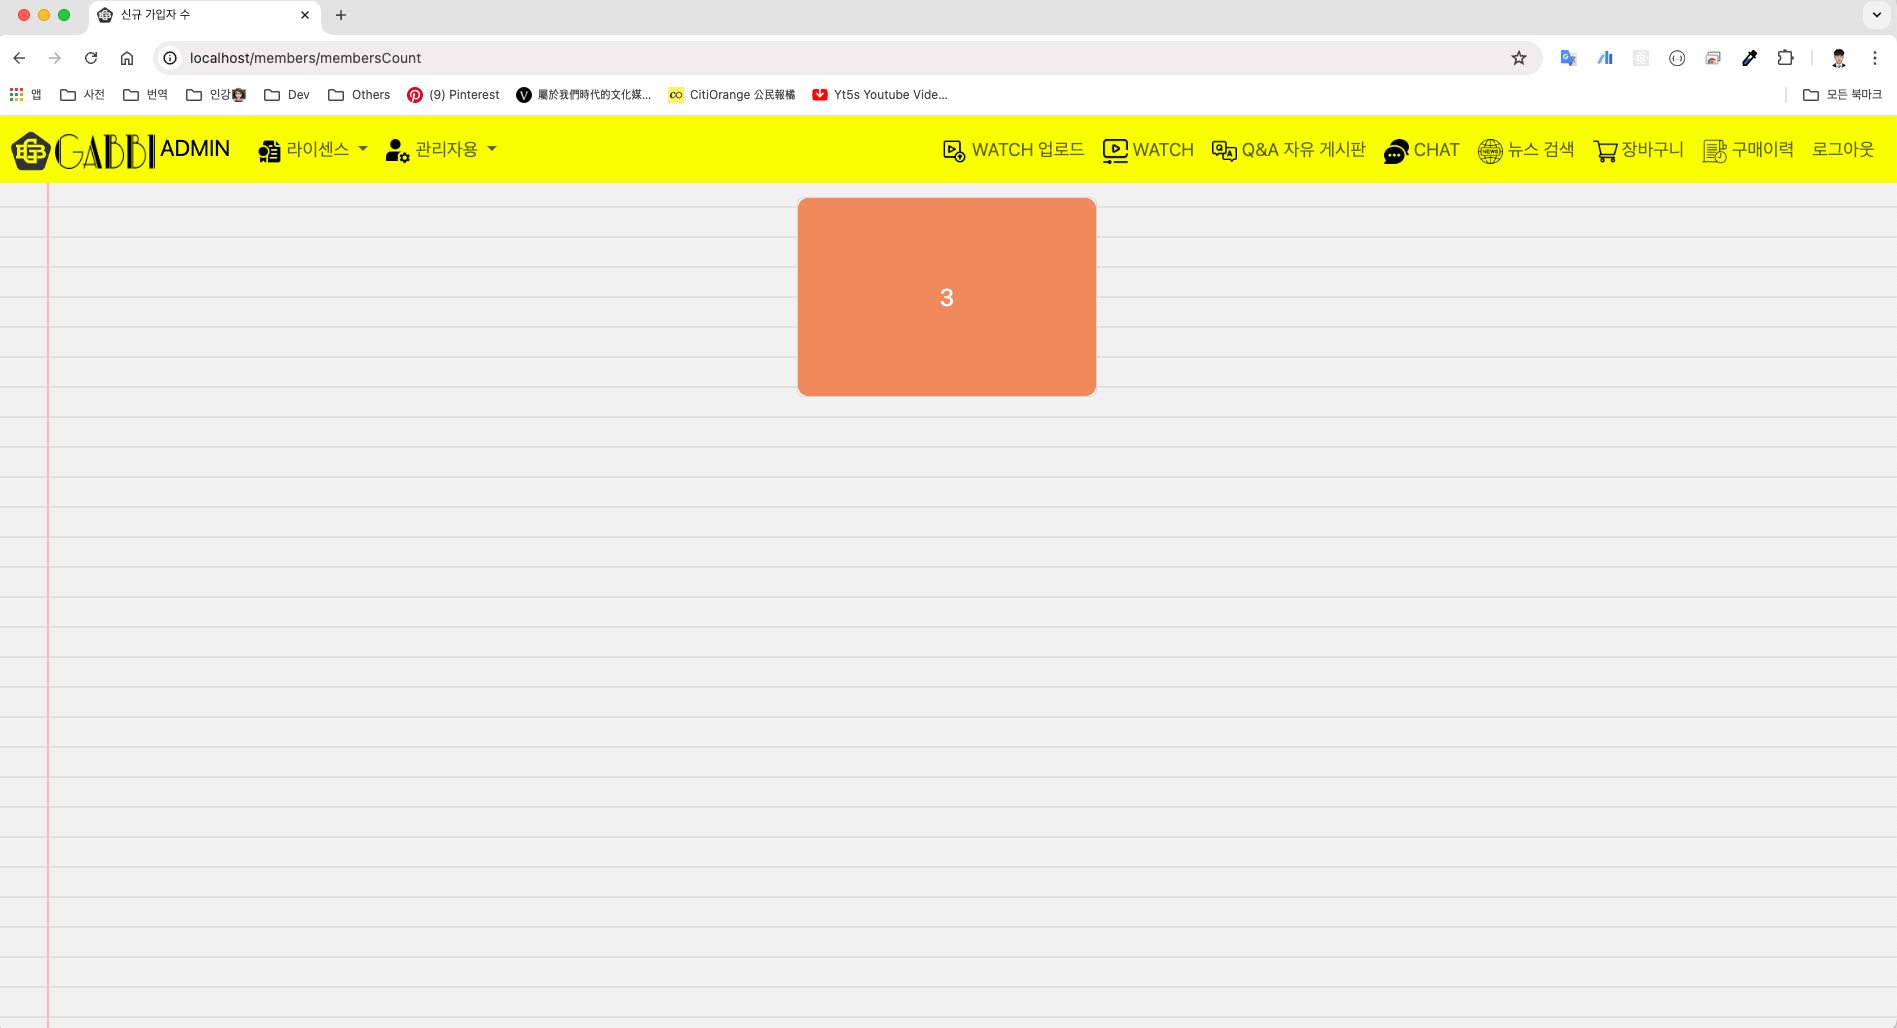 신규 가입자 수
localhost/members/membersCount
앱 사전 번역 인강 Dev Others (9) Pinterest 屬於我們時代的文化媒... CitiOrange 公民報橘 Yt5s Youtube Vide... 모든 북마크
GABBI ADMIN 라이센스 관리자용 WATCH 업로드 WATCH Q&A 자유 게시판 CHAT 뉴스 검색 장바구니 구매이력 로그아웃
3